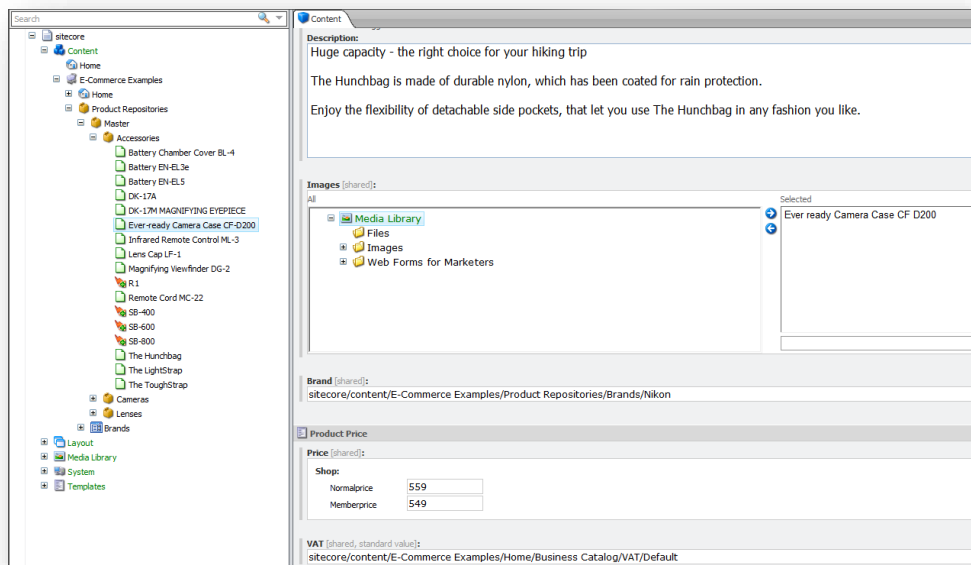 Search
sitecore
Content
Home
E-Commerce Examples
Home
Product Repositories
Master
Accessories
Battery Chamber Cover BL-4
Battery EN-EL3e
Battery EN-EL5
DK-17A
DK-17M MAGNIFYING EYEPIECE
Ever-ready Camera Case CF-D200
Infrared Remote Control ML-3
Lens Cap LF-1
Magnifying Viewfinder DG-2
R1
Remote Cord MC-22
SB-400
SB-600
SB-800
The Hunchbag
The LightStrap
The ToughStrap
Cameras
Lenses
Brands
Layout
Media Library
System
Templates
Content
Description:
Huge capacity - the right choice for your hiking trip
The Hunchbag is made of durable nylon, which has been coated for rain protection.
Enjoy the flexibility of detachable side pockets, that let you use The Hunchbag in any fashion you like.
Images [shared]:
All
Selected
Media Library
Files
Images
Web Forms for Marketers
Ever ready Camera Case CF D200
Brand [shared]:
sitecore/content/E-Commerce Examples/Product Repositories/Brands/Nikon
Product Price
Price [shared]:
Shop:
Normalprice 559
Memberprice 549
VAT [shared, standard value]:
sitecore/content/E-Commerce Examples/Home/Business Catalog/VAT/Default